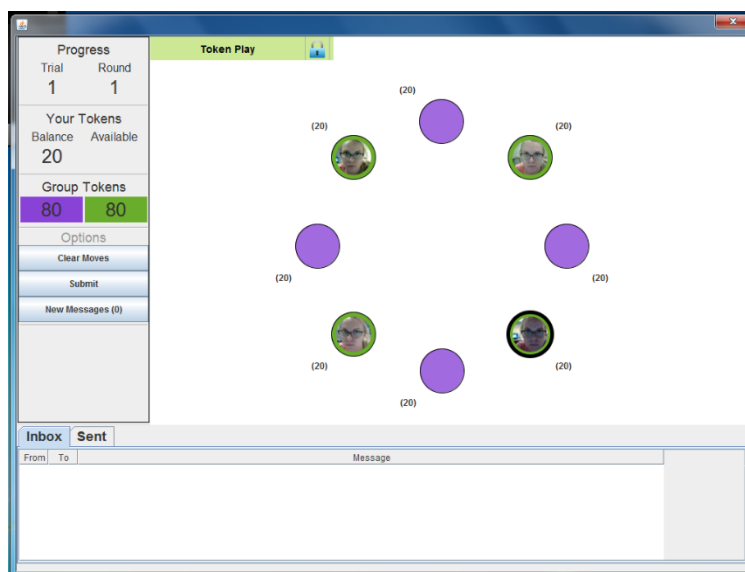 Progress
Trial Round
1 1
Your Tokens
Balance Available
20
Group Tokens
80 80
Options
Clear Moves
Submit
New Messages (0)
Token Play
(20)
(20)
(20)
(20)
(20)
(20)
(20)
(20)
Inbox Sent
From To Message